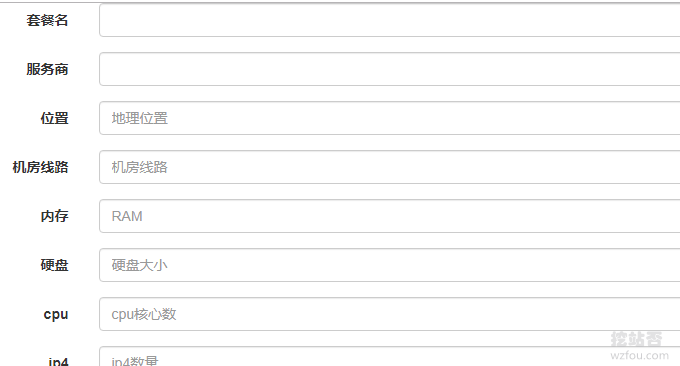 套餐名
服务商
位置 地理位置
机房线路 机房线路
内存 RAM
硬盘 硬盘大小
cpu cpu核心数
ip4 ip4数量
挖站否
wzfou.com